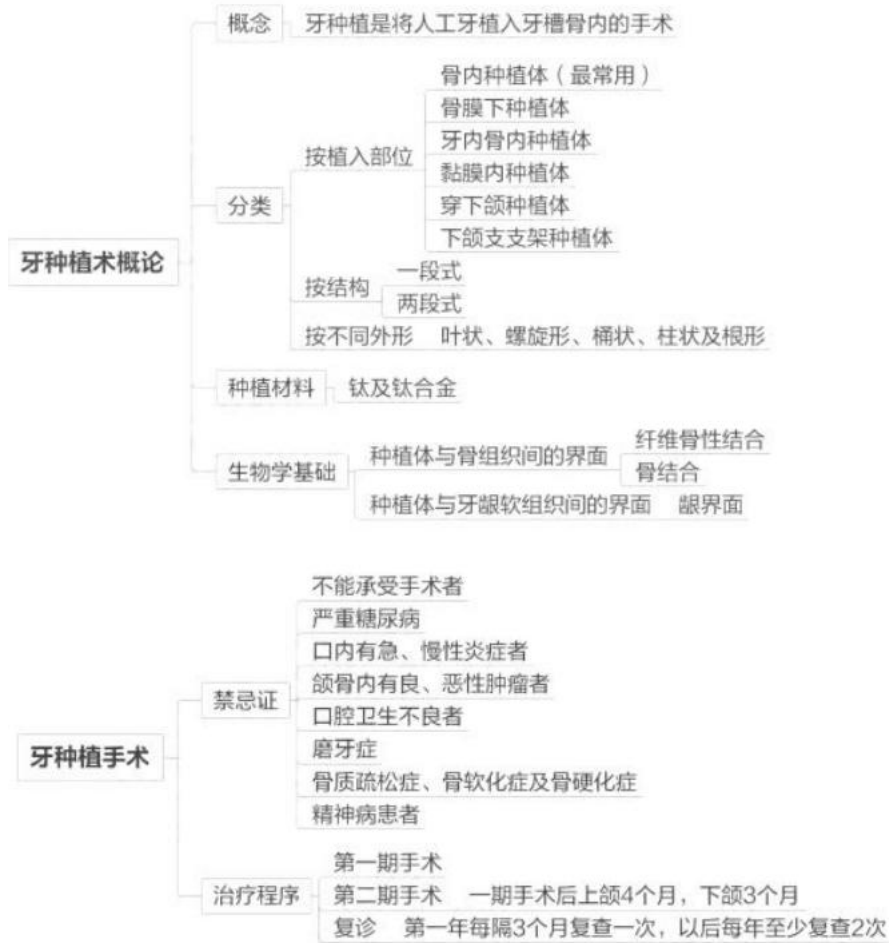 概念 牙种植是将人工牙植入牙槽骨内的手术
骨内种植体（最常用）
骨膜下种植体
牙内骨内种植体
按植入部位
黏膜内种植体
分类
穿下颌种植体
下颌支支架种植体
牙种植术概论
一段式
按结构
两段式
按不同外形 叶状、螺旋形、桶状、柱状及根形
种植材料 钛及钛合金
纤维骨性结合
种植体与骨组织间的界面
生物学基础
骨结合
种植体与牙龈软组织间的界面 龈界面
不能承受手术者
严重糖尿病
口内有急、慢性炎症者
颌骨内有良、恶性肿瘤者
禁忌证
口腔卫生不良者
磨牙症
牙种植手术
骨质疏松症、骨软化症及骨硬化症
精神病患者
第一期手术
治疗程序
第二期手术 一期手术后上颌4个月，下颌3个月
复诊 第一年每隔3个月复查一次，以后每年至少复查2次